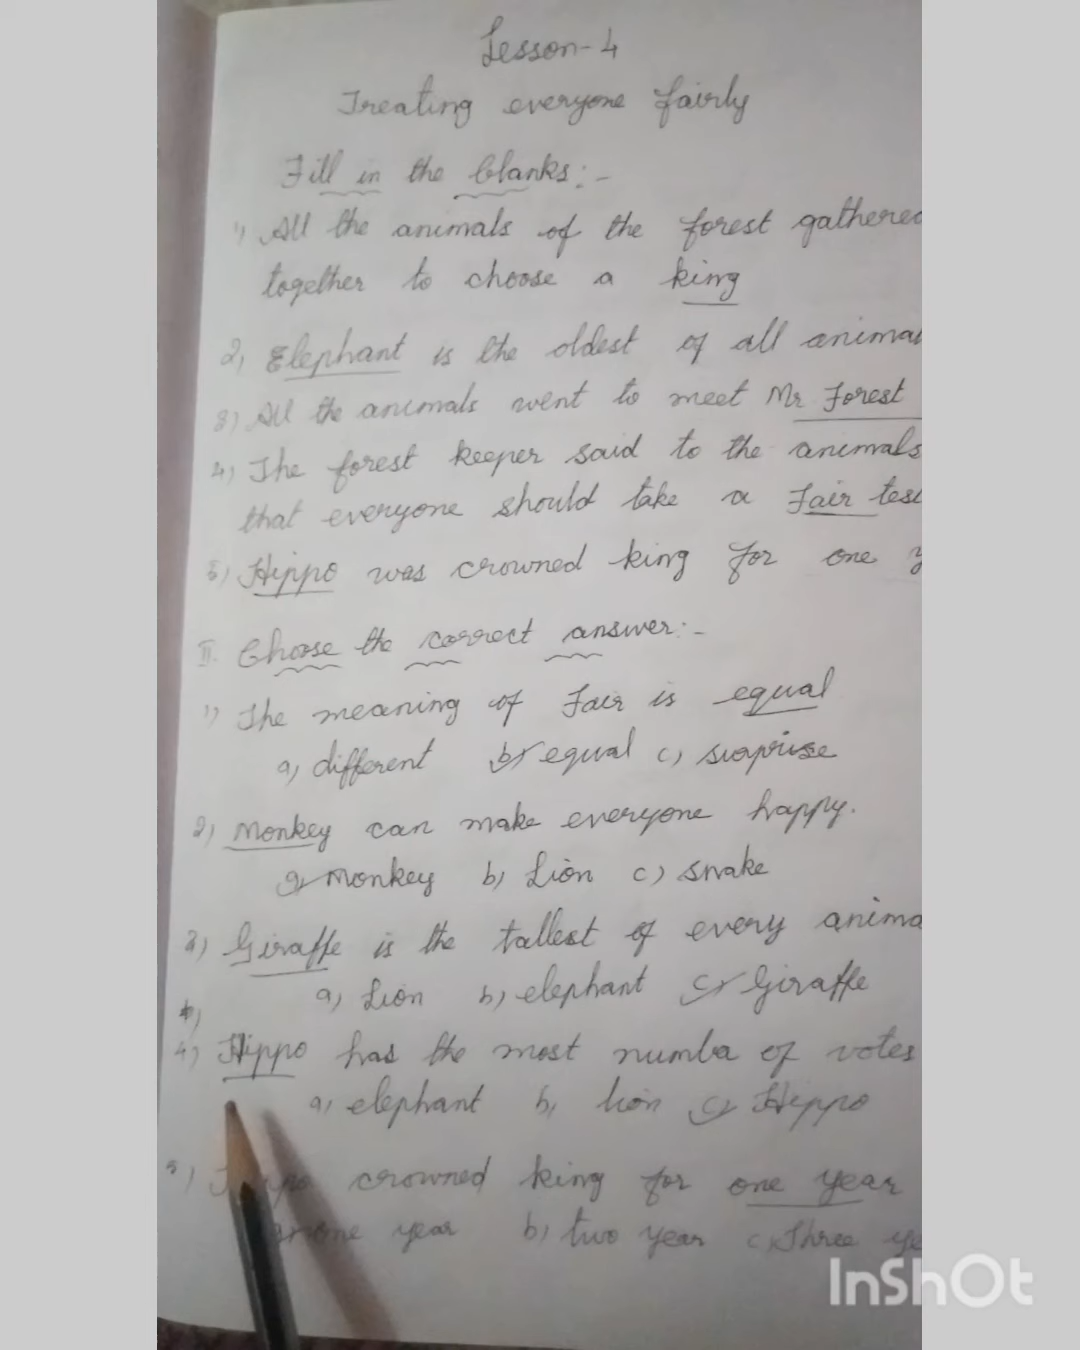 Lesson-4
Treating everyone fairly
Fill in the blanks:-
1) All the animals of the forest gathered
together to choose a king
2) Elephant is the oldest of all animal
3) All the animals went to meet Mr Forest
4) The forest keeper said to the animals
that everyone should take a Fair test
5) Hippo was crowned king for one y
II. Choose the correct answer:-
1) The meaning of Fair is equal
a) different b) equal c) surprise
2) Monkey can make everyone happy.
a) Monkey b) Lion c) snake
3) Giraffe is the tallest of every anima
a) Lion b) elephant c) Giraffe
4)
4) Hippo has the most numba of votes
a) elephant b) lion c) Hippo
5) crowned king for one year
a) one year b) two year c) Three ye
InShOt